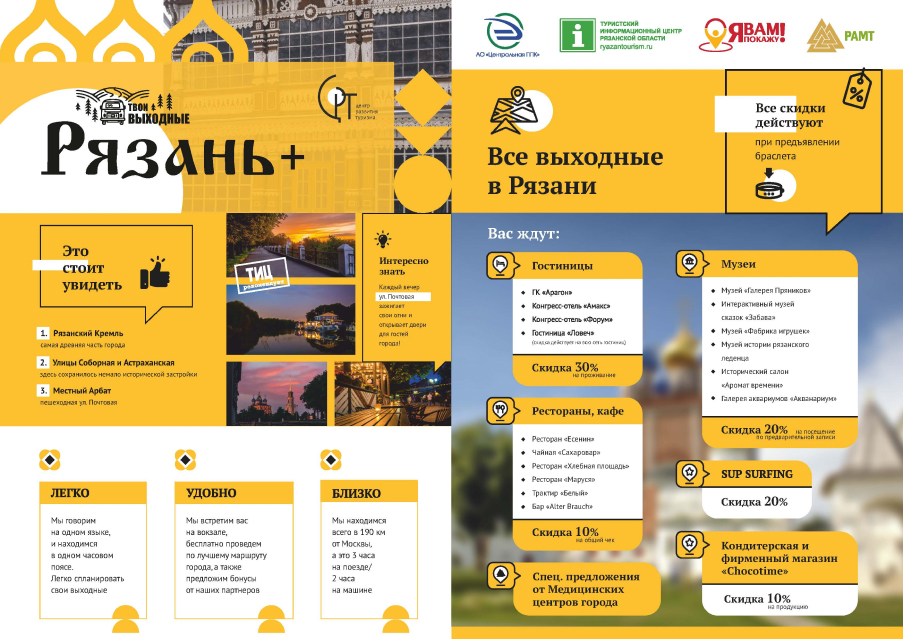 ТВОИ
ВЫХОДНЫЕ
Рязань+
центр
развития
туризма
Это
стоит
увидеть
1. Рязанский Кремль
самая древняя часть города
2. Улицы Соборная и Астраханская
здесь сохранилось немало исторической застройки
3. Местный Арбат
пешеходная ул. Почтовая
ТИЦ
рекомендует
Интересно
знать
Каждый вечер
ул. Почтовая
зажигает
свои огни и
открывает двери
для гостей
города!
ЛЕГКО
Мы говорим
на одном языке,
и находимся
в одном часовом
поясе.
Легко спланировать
свои выходные
УДОБНО
Мы встретим вас
на вокзале,
бесплатно проведем
по лучшему маршруту
города, а также
предложим бонусы
от наших партнеров
БЛИЗКО
Мы находимся
всего в 190 км
от Москвы,
а это 3 часа
на поезде/
2 часа
на машине
АО «Центральная ППК»
ТУРИСТСКИЙ
ИНФОРМАЦИОННЫЙ ЦЕНТР
РЯЗАНСКОЙ ОБЛАСТИ
ryazantourism.ru
ЯВАМ!
ПОКАЖУ!
РАМТ
Все выходные
в Рязани
Все скидки
действуют
при предъявлении
браслета
Вас ждут:
Гостиницы
ГК «Арагон»
Конгресс-отель «Амакс»
Конгресс-отель «Форум»
Гостиница «Ловеч»
(скидка действует на всю сеть гостиниц)
Скидка 30%
на проживание
Рестораны, кафе
Ресторан «Есенин»
Чайная «Сахаровар»
Ресторан «Хлебная площадь»
Ресторан «Маруся»
Трактир «Белый»
Бар «Alter Brauch»
Скидка 10%
на общий чек
Спец. предложения
от Медицинских
центров города
Музеи
Музей «Галерея Пряников»
Интерактивный музей
сказок «Забава»
Музей «Фабрика игрушек»
Музей истории рязанского
леденца
Исторический салон
«Аромат времени»
Галерея аквариумов «Акванариум»
Скидка 20% на посещение
по предварительной записи
SUP SURFING
Скидка 20%
Кондитерская и
фирменный магазин
«Chocotime»
Скидка 10%
на продукцию